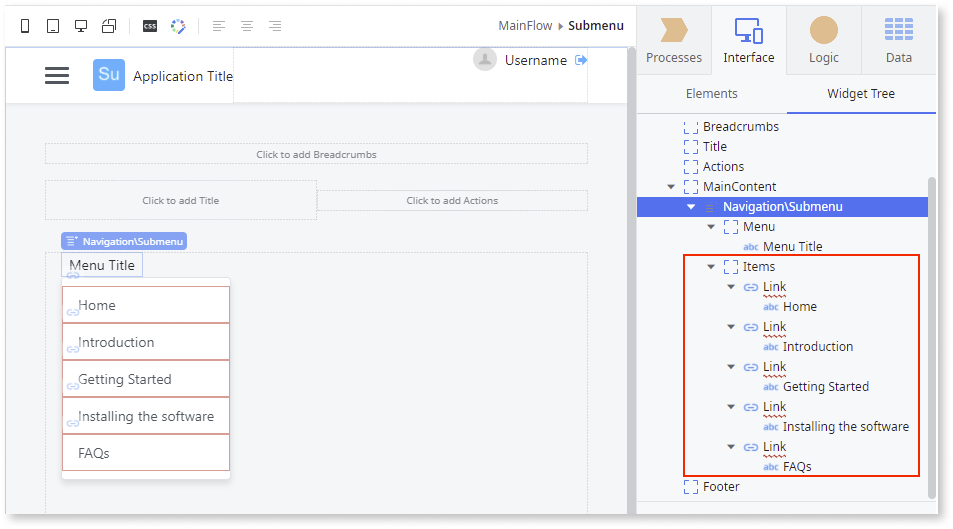 CSS
MainFlow ▸ Submenu
Su
Application Title
Username
Click to add Breadcrumbs
Click to add Title
Click to add Actions
Navigation\Submenu
Menu Title
Home
Introduction
Getting Started
Installing the software
FAQs
Processes
Interface
Logic
Data
Elements
Widget Tree
Breadcrumbs
Title
Actions
MainContent
Navigation\Submenu
Menu
abc Menu Title
Items
Link
abc Home
Link
abc Introduction
Link
abc Getting Started
Link
abc Installing the software
Link
abc FAQs
Footer